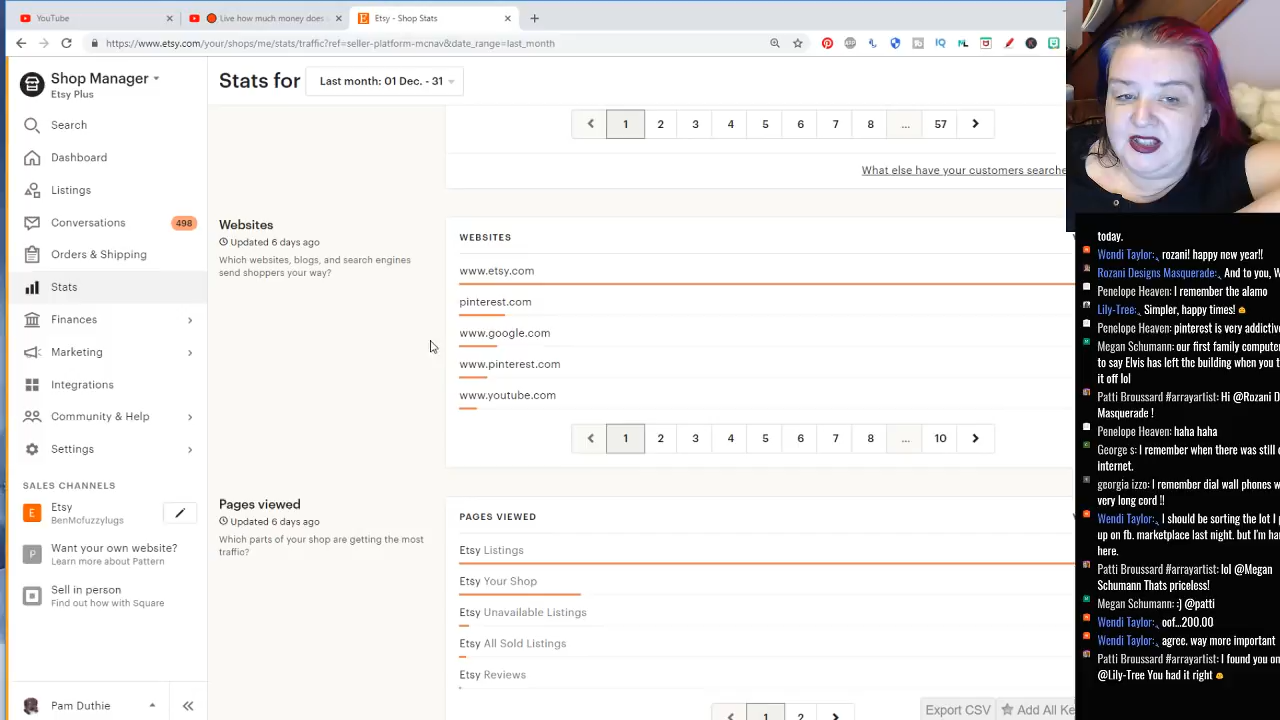 YouTube
Live how much money does
Etsy - Shop Stats
https://www.etsy.com/your/shops/me/stats/traffic?ref=seller-platform-mcnav&date_range=last_month
Shop Manager
Etsy Plus
Search
Dashboard
Listings
Conversations 498
Orders & Shipping
Stats
Finances
Marketing
Integrations
Community & Help
Settings
SALES CHANNELS
E
Etsy
BenMofuzzylugs
P
Want your own website?
Learn more about Pattern
Sell in person
Find out how with Square
Pam Duthie
Stats for Last month: 01 Dec. - 31
1 2 3 4 5 6 7 8 ... 57
What else have your customers searche
Websites
Updated 6 days ago
Which websites, blogs, and search engines
send shoppers your way?
WEBSITES
www.etsy.com
pinterest.com
www.google.com
www.pinterest.com
www.youtube.com
1 2 3 4 5 6 7 8 ... 10
Pages viewed
Updated 6 days ago
Which parts of your shop are getting the most
traffic?
PAGES VIEWED
Etsy Listings
Etsy Your Shop
Etsy Unavailable Listings
Etsy All Sold Listings
Etsy Reviews
1 2
Export CSV
Add All Ke
today.
Wendi Taylor: rozani! happy new year!!
Rozani Designs Masquerade: And to you, W
Penelope Heaven: I remember the alamo
Lily-Tree: Simpler, happy times!
Penelope Heaven: pinterest is very addictive
Megan Schumann: our first family computer
to say Elvis has left the building when you t
it off lol
Patti Broussard #arrayartist: Hi @Rozani D
Masquerade !
Penelope Heaven: haha haha
George s: I remember when there was still c
internet.
georgia izzo: I remember dial wall phones w
very long cord !!
Wendi Taylor: I should be sorting the lot I p
up on fb. marketplace last night. but I'm ha
here.
Patti Broussard #arrayartist: lol @Megan
Schumann Thats priceless!
Megan Schumann: :) @patti
Wendi Taylor: oof...200.00
Wendi Taylor: agree. way more important
Patti Broussard #arrayartist: I found you on
@Lily-Tree You had it right